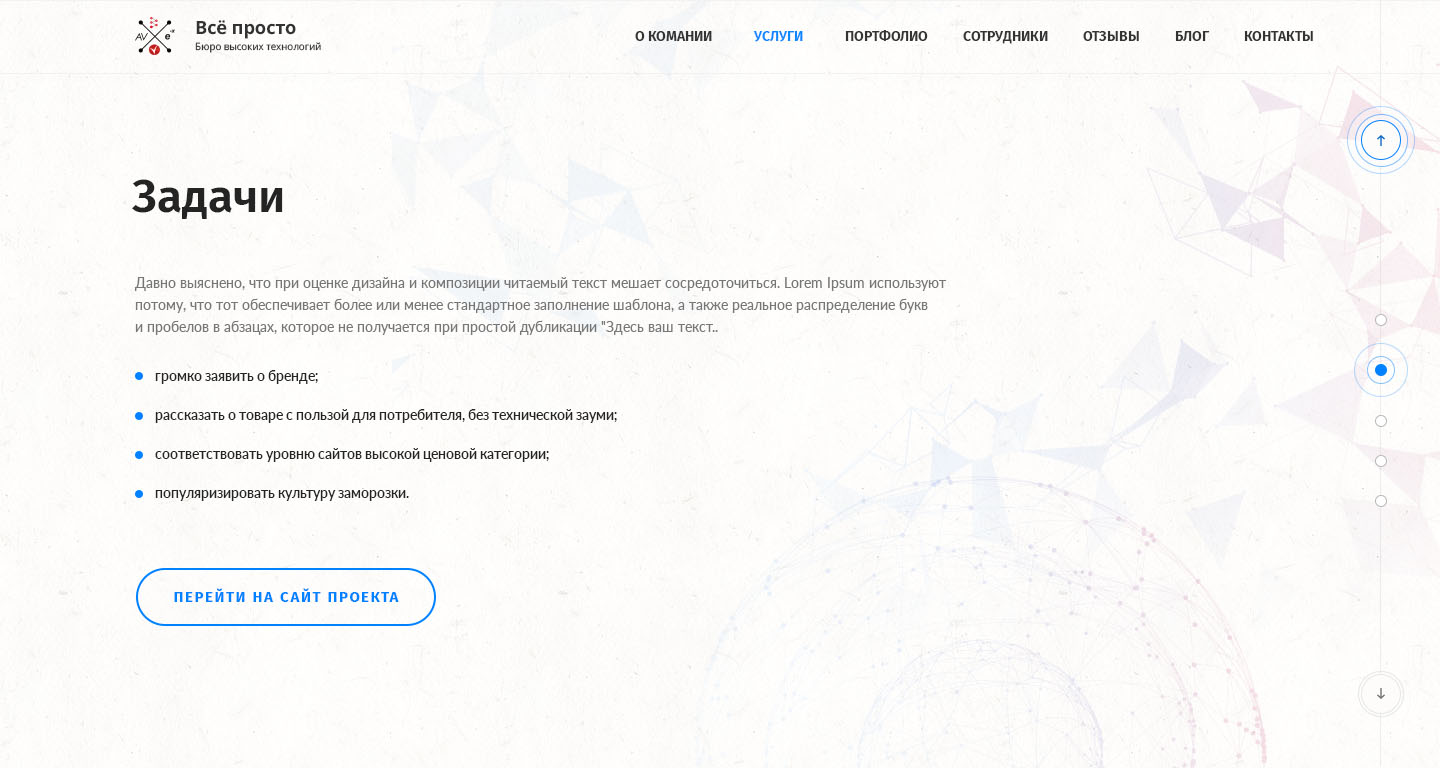 AV e-x
Всё просто
Бюро высоких технологий
О КОМАНИИ УСЛУГИ ПОРТФОЛИО СОТРУДНИКИ ОТЗЫВЫ БЛОГ КОНТАКТЫ
Задачи
Давно выяснено, что при оценке дизайна и композиции читаемый текст мешает сосредоточиться. Lorem Ipsum используют
потому, что тот обеспечивает более или менее стандартное заполнение шаблона, а также реальное распределение букв
и пробелов в абзацах, которое не получается при простой дубликации "Здесь ваш текст..
громко заявить о бренде;
рассказать о товаре с пользой для потребителя, без технической зауми;
соответствовать уровню сайтов высокой ценовой категории;
популяризировать культуру заморозки.
ПЕРЕЙТИ НА САЙТ ПРОЕКТА